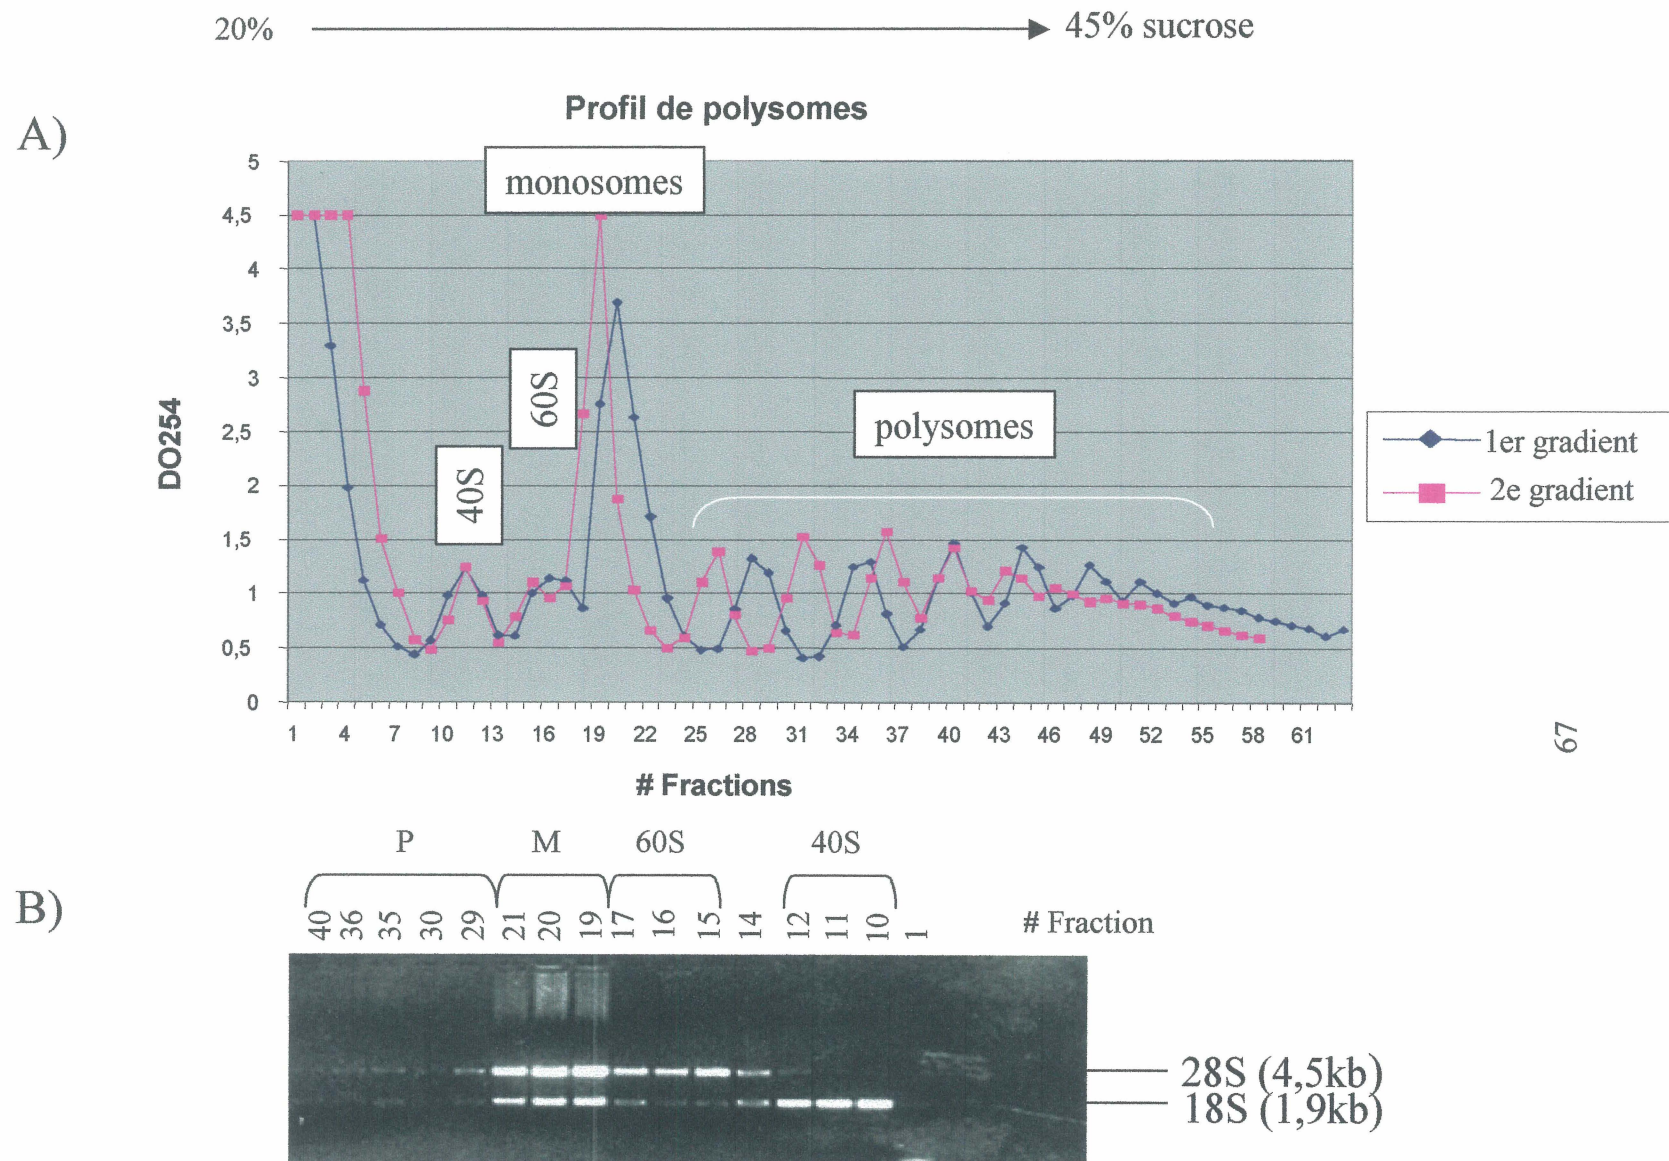 20% 45% sucrose
A)
Profil de polysomes
5
4,5
4
3,5
3
2,5
2
1,5
1
0,5
0
DO254
monosomes
60S
40S
polysomes
1er gradient
2e gradient
1 4 7 10 13 16 19 22 25 28 31 34 37 40 43 46 49 52 55 58 61
# Fractions
67
B)
P M 60S 40S
40 36 35 30 29 21 20 19 17 16 15 14 12 11 10 1 # Fraction
28S (4,5kb)
18S (1,9kb)